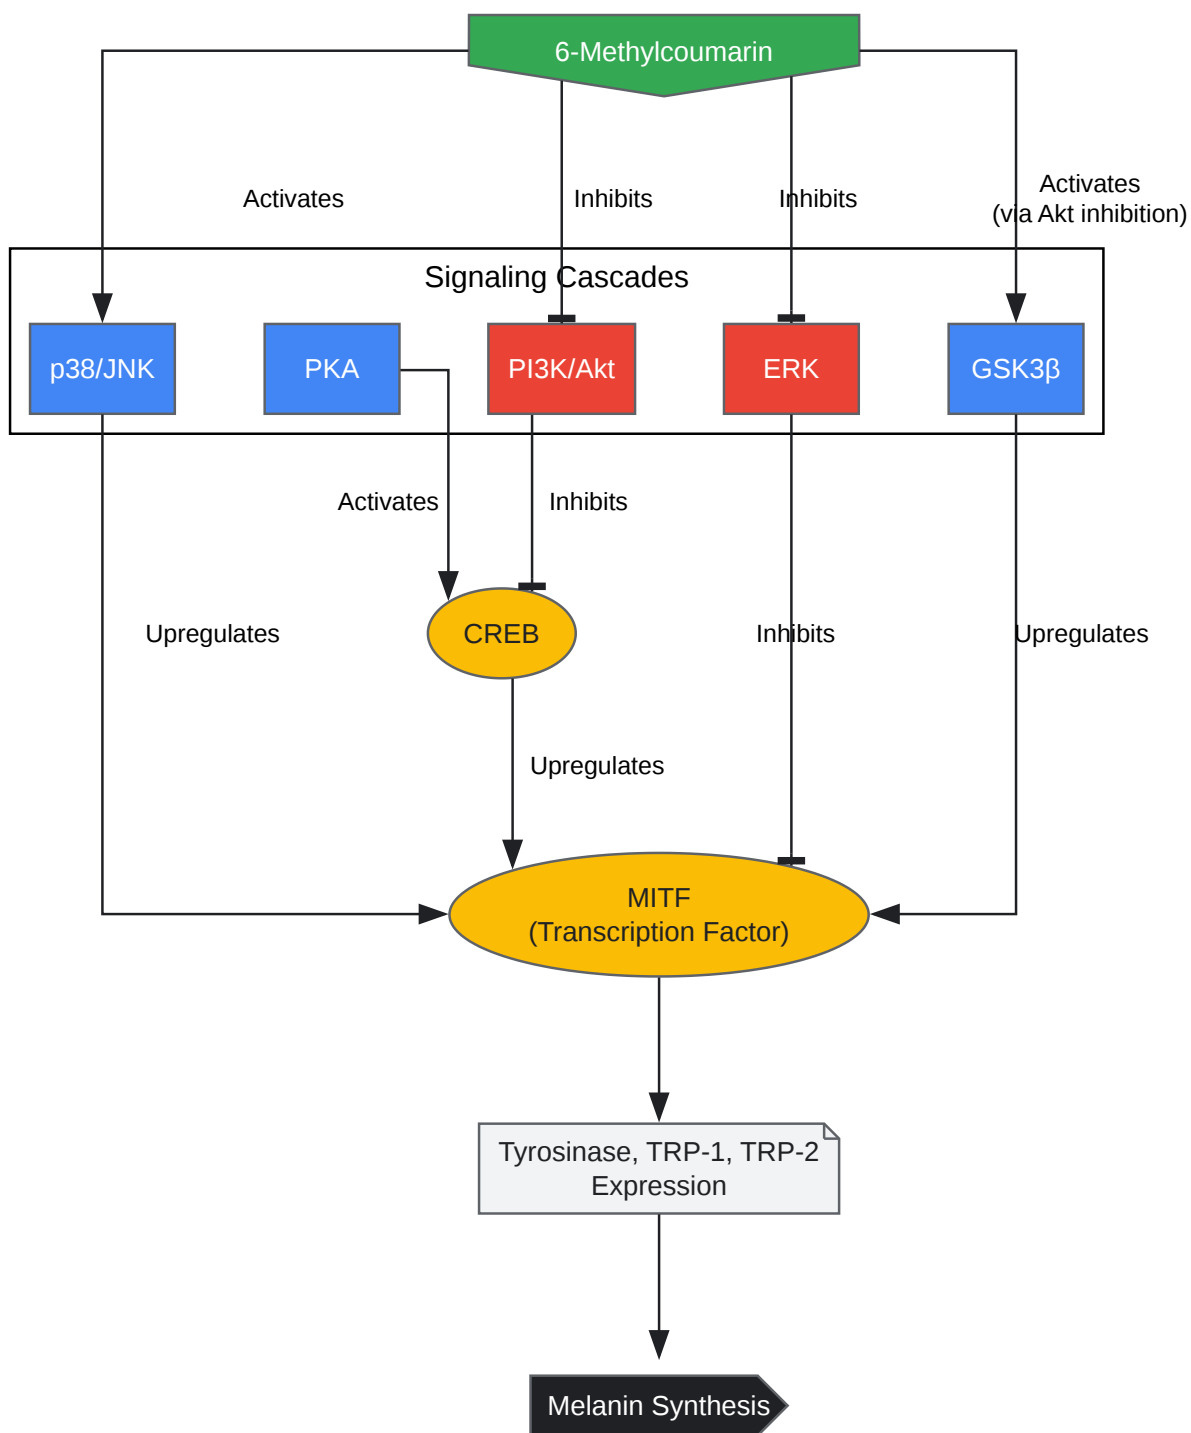 6-Methylcoumarin
Activates
Inhibits
Inhibits
Activates
(via Akt inhibition)
Signaling Cascades
p38/JNK
PKA
PI3K/Akt
ERK
GSK3β
Activates
Inhibits
Upregulates
CREB
Inhibits
Upregulates
Upregulates
MITF
(Transcription Factor)
Tyrosinase, TRP-1, TRP-2
Expression
Melanin Synthesis